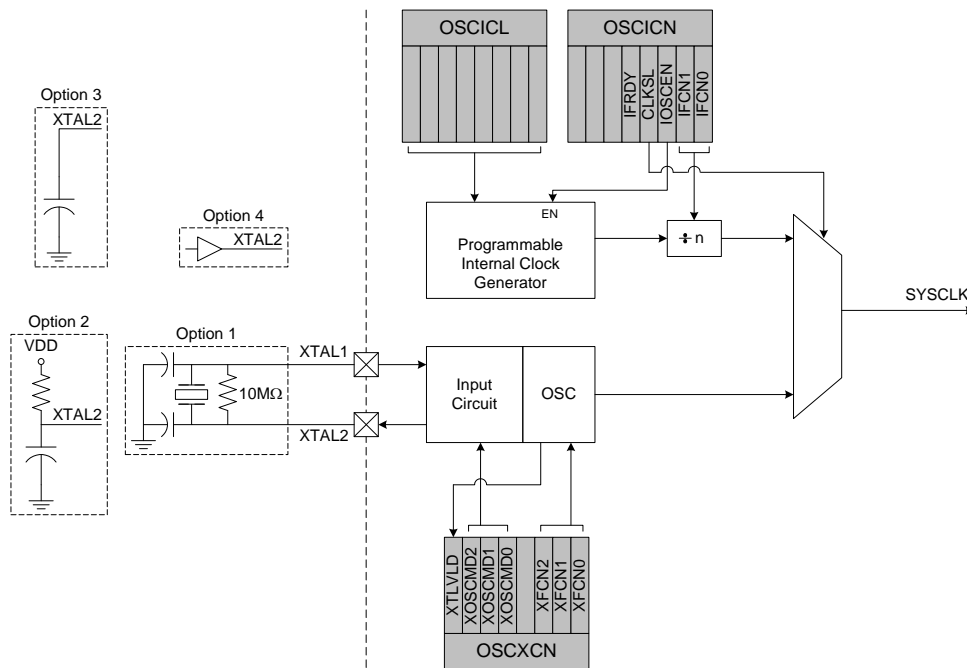 OSCICL
OSCICN
IFRDY
CLKSL
IOSCEN
IFCN1
IFCN0
Option 3
XTAL2
Option 4
XTAL2
EN
Programmable
Internal Clock
Generator
÷ n
SYSCLK
Option 2
VDD
XTAL2
Option 1
XTAL1
10MΩ
XTAL2
Input
Circuit
OSC
XTLVLD
XOSCMD2
XOSCMD1
XOSCMD0
XFCN2
XFCN1
XFCN0
OSCXCN